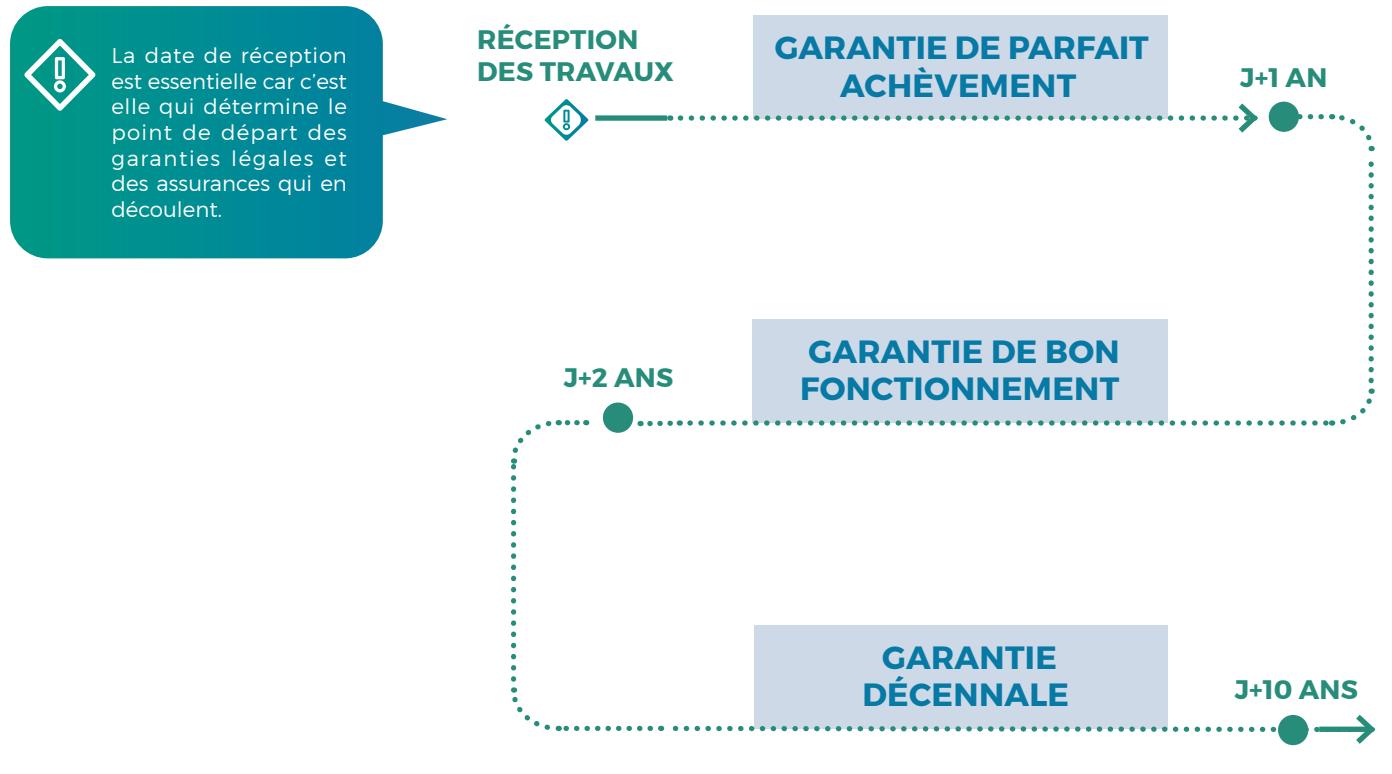 La date de réception
est essentielle car c’est
elle qui détermine le
point de départ des
garanties légales et
des assurances qui en
découlent.
RÉCEPTION
DES TRAVAUX
GARANTIE DE PARFAIT
ACHÈVEMENT
J+1 AN
GARANTIE DE BON
FONCTIONNEMENT
J+2 ANS
GARANTIE
DÉCENNALE
J+10 ANS